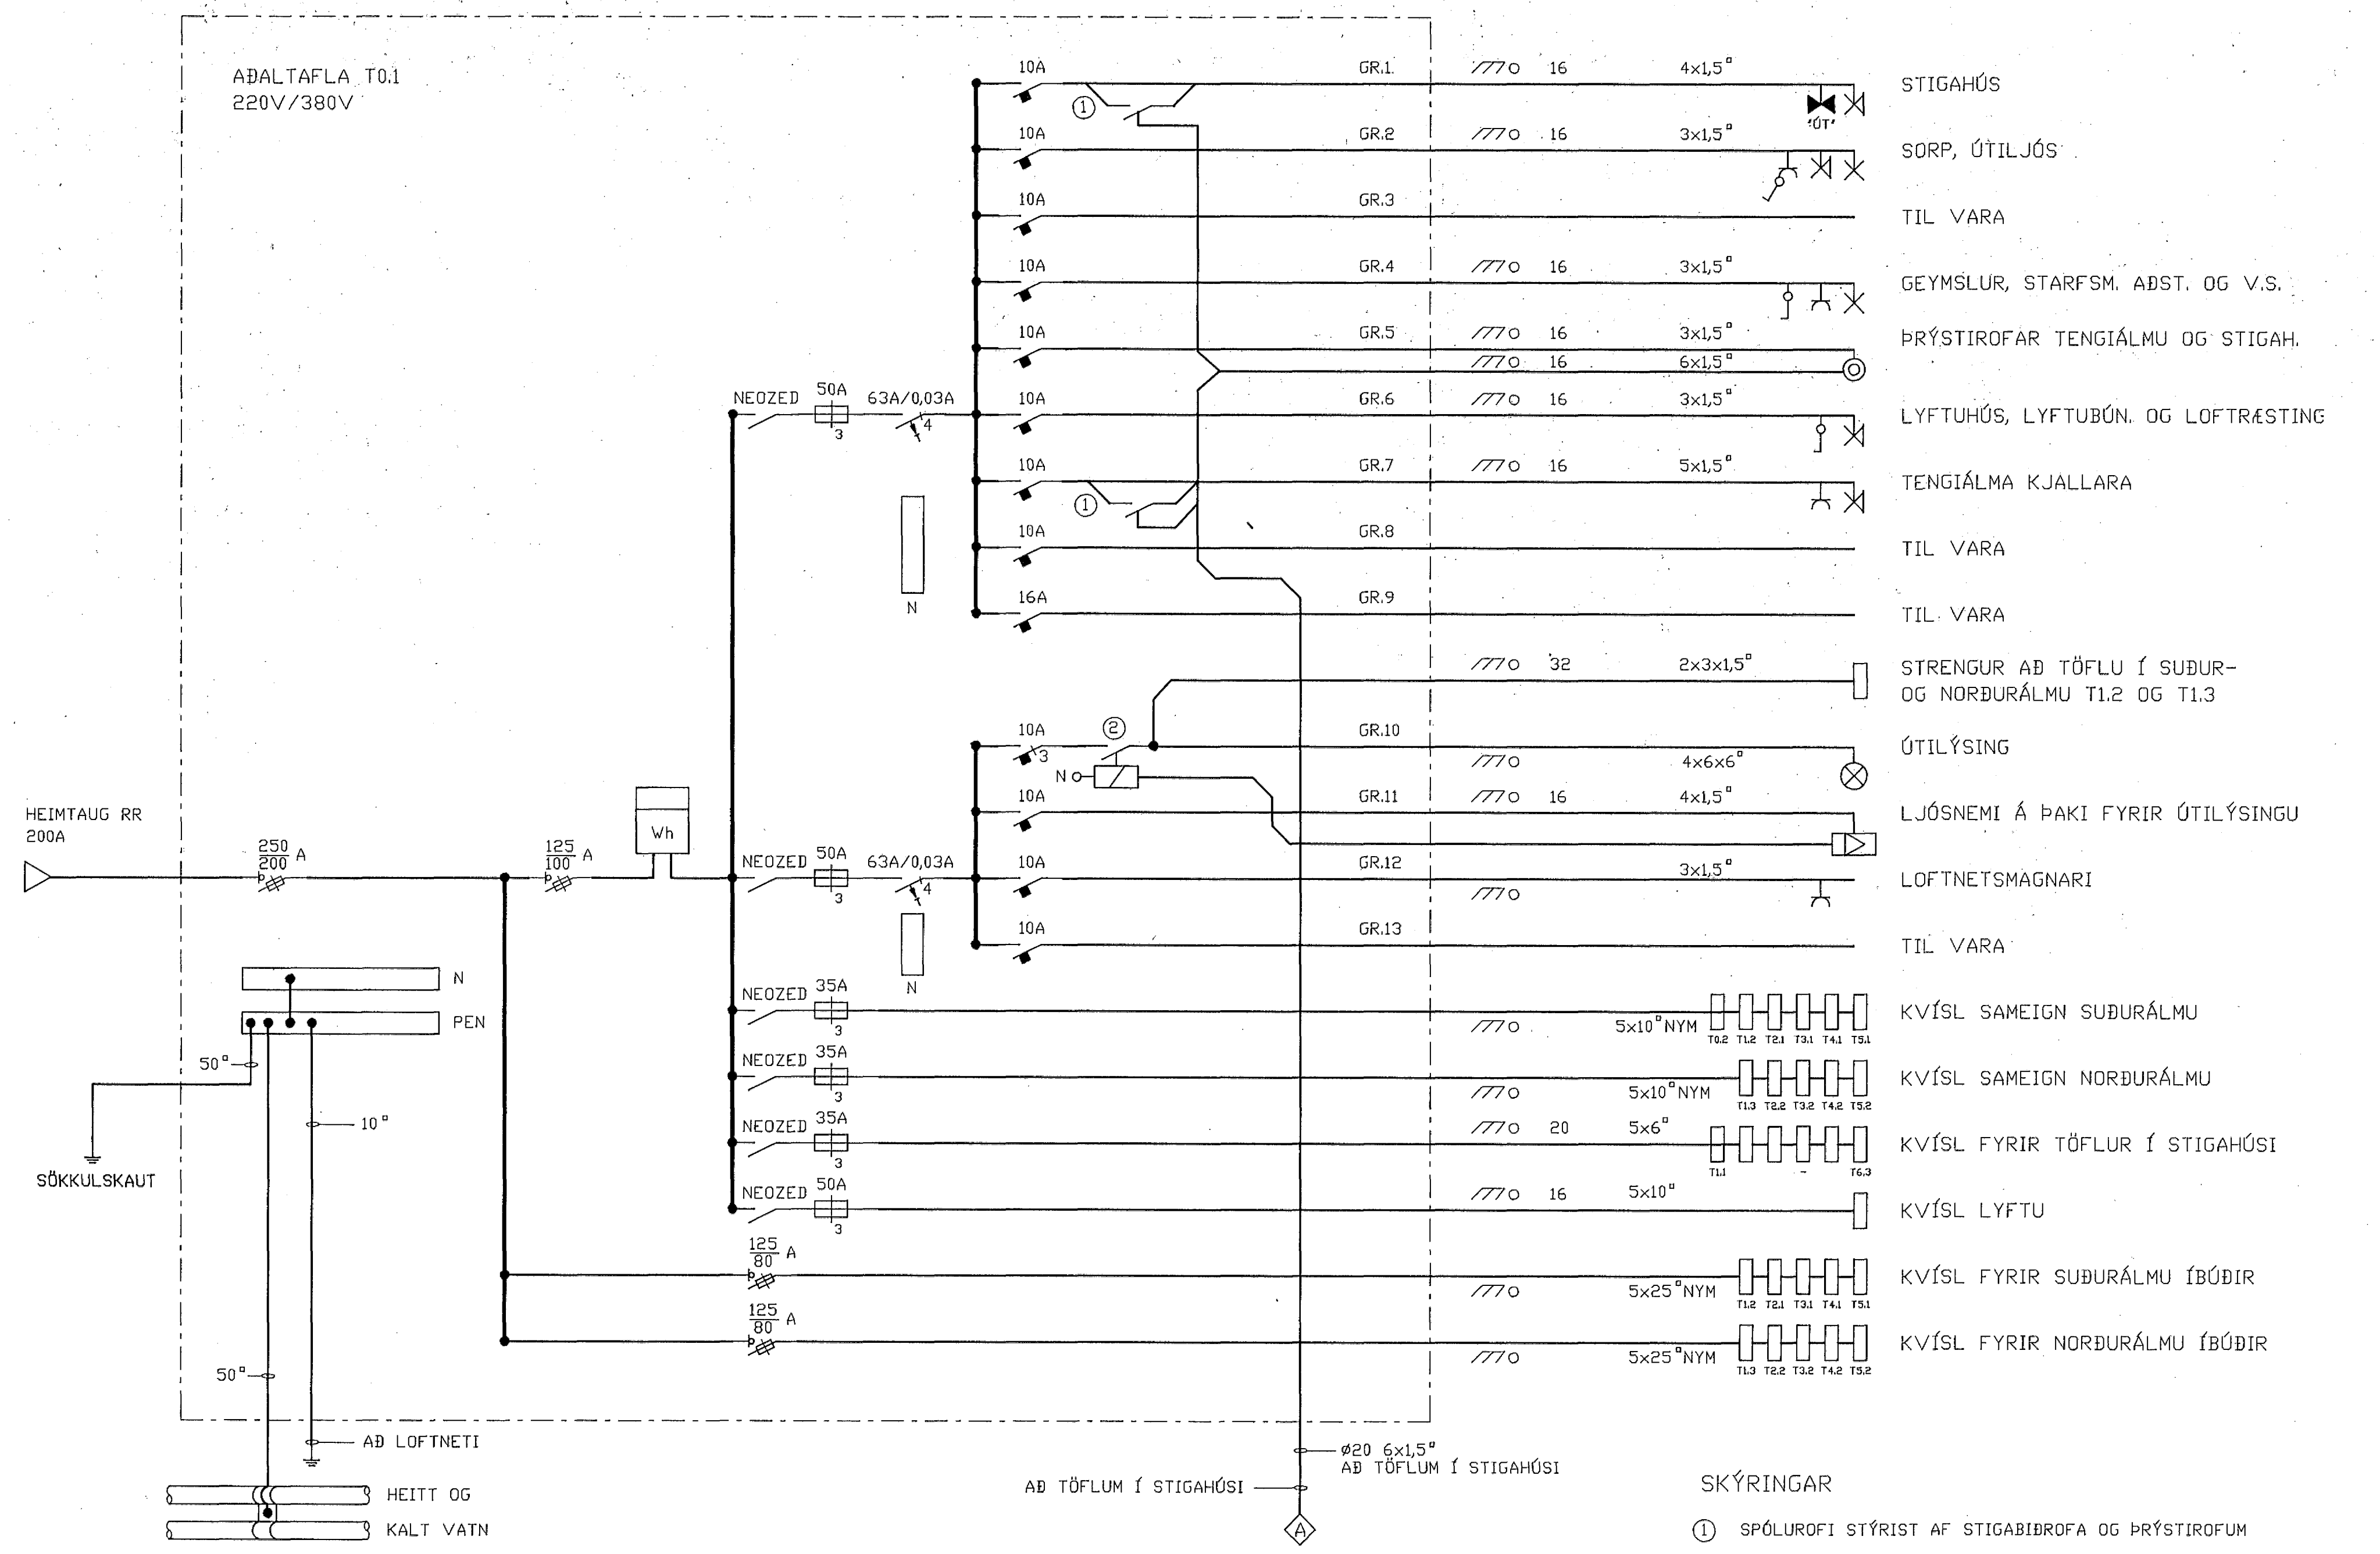 AÐALTAFLA T0.1
220V/380V
10A
GR.1
16
4x1,5▫
STIGAHÚS
1
"ÚT"
10A
GR.2
16
3x1,5▫
SORP, ÚTILJÓS
10A
GR.3
TIL VARA
10A
GR.4
16
3x1,5▫
GEYMSLUR, STARFSM. AÐST. OG V.S.
10A
GR.5
16
3x1,5▫
ÞRÝSTIROFAR TENGIÁLMU OG STIGAH.
16
6x1,5▫
NEOZED
50A
3
63A/0,03A
4
10A
GR.6
16
3x1,5▫
LYFTUHÚS, LYFTUBÚN. OG LOFTRÆSTING
10A
GR.7
16
5x1,5▫
TENGIÁLMA KJALLARA
1
10A
GR.8
TIL VARA
N
16A
GR.9
TIL VARA
32
2x3x1,5▫
STRENGUR AÐ TÖFLU Í SUÐUR-
OG NORÐURÁLMU T1.2 OG T1.3
10A
3
2
GR.10
4x6x6▫
ÚTILÝSING
N
10A
GR.11
16
4x1,5▫
LJÓSNEMI Á ÞAKI FYRIR ÚTILÝSINGU
HEIMTAUG RR
200A
250
200 A
125
100 A
Wh
NEOZED
50A
3
63A/0,03A
4
10A
GR.12
3x1,5▫
LOFTNETSMAGNARI
10A
GR.13
TIL VARA
N
N
PEN
NEOZED
35A
3
5x10▫NYM
T0.2 T1.2 T2.1 T3.1 T4.1 T5.1
KVÍSL SAMEIGN SUÐURÁLMU
50▫
NEOZED
35A
3
5x10▫NYM
T1.3 T2.2 T3.2 T4.2 T5.2
KVÍSL SAMEIGN NORÐURÁLMU
10▫
NEOZED
35A
3
20
5x6▫
T1.1 - T6.3
KVÍSL FYRIR TÖFLUR Í STIGAHÚSI
SÖKKULSKAUT
NEOZED
50A
3
16
5x10▫
KVÍSL LYFTU
125
80 A
5x25▫NYM
T1.2 T2.1 T3.1 T4.1 T5.1
KVÍSL FYRIR SUÐURÁLMU ÍBÚÐIR
125
80 A
5x25▫NYM
T1.3 T2.2 T3.2 T4.2 T5.2
KVÍSL FYRIR NORÐURÁLMU ÍBÚÐIR
50▫
AÐ LOFTNETI
HEITT OG
KALT VATN
Ø20 6x1,5▫
AÐ TÖFLUM Í STIGAHÚSI
AÐ TÖFLUM Í STIGAHÚSI
A
SKÝRINGAR
1 SPÓLUROFI STÝRIST AF STIGABIÐROFA OG ÞRÝSTIROFUM